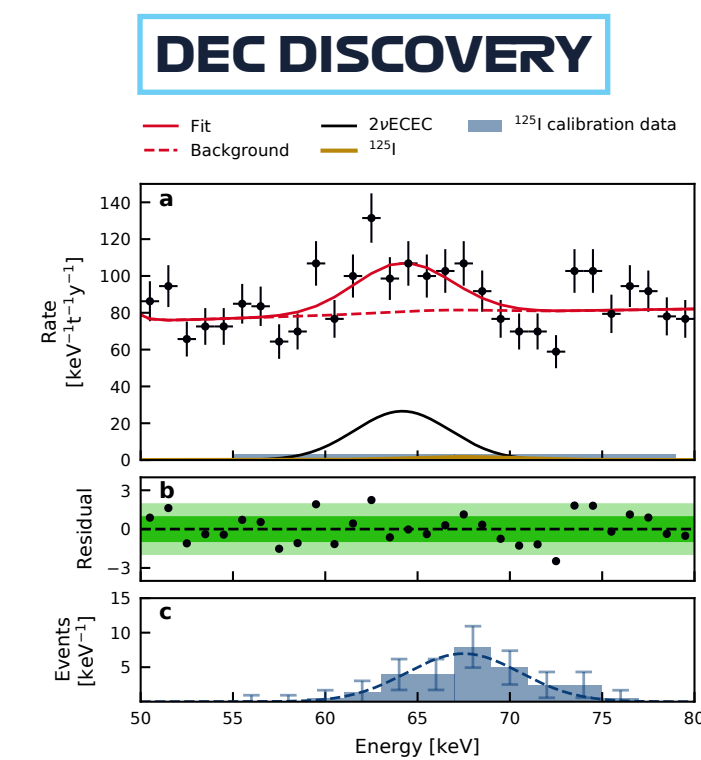 DEC DISCOVERY
Fit
Background
2νECEC
¹²⁵I
¹²⁵I calibration data
a
140
120
100
80
60
40
20
0
Rate
[keV⁻¹t⁻¹y⁻¹]
b
3
0
−3
Residual
c
15
10
5
Events
[keV⁻¹]
50 55 60 65 70 75 80
Energy [keV]